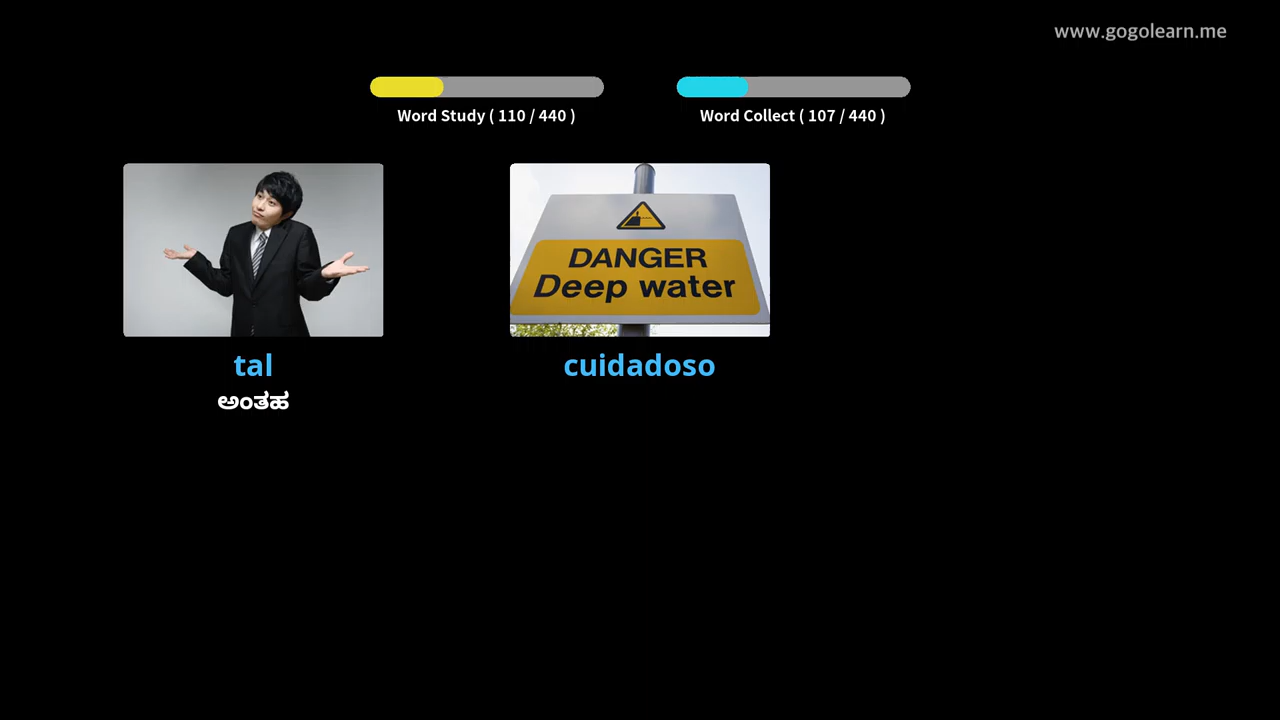 www.gogolearn.me
Word Study ( 110 / 440 )
Word Collect ( 107 / 440 )
DANGER
Deep water
tal
cuidadoso
ಅಂತಹ